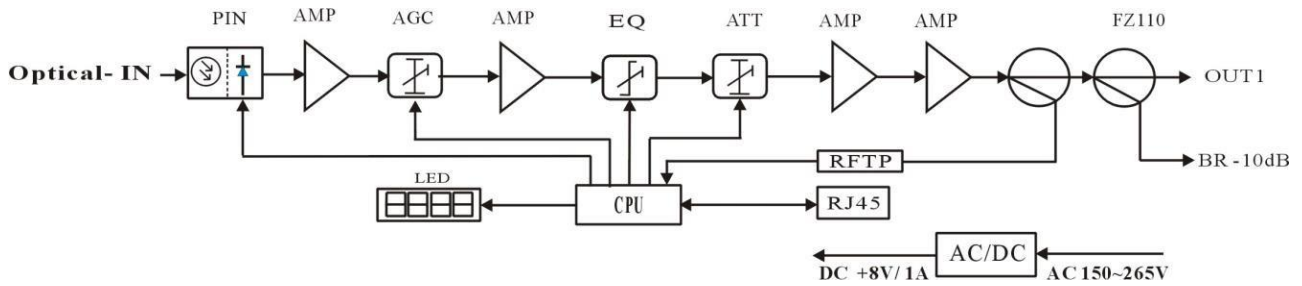 PIN
AMP
AGC
AMP
EQ
ATT
AMP
AMP
FZ110
Optical- IN
OUT1
RFTP
BR -10dB
LED
CPU
RJ45
AC/DC
DC +8V/1A
AC 150~265V